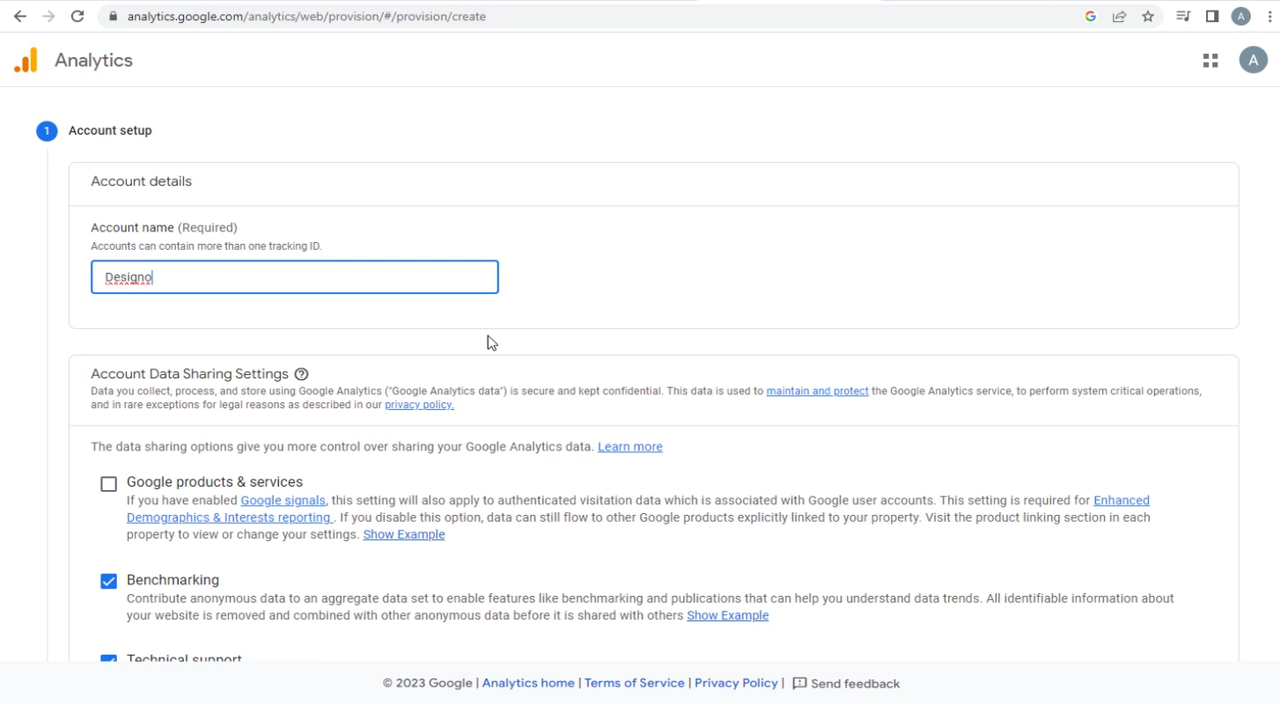 analytics.google.com/analytics/web/provision/#/provision/create
G
A
Analytics
A
1 Account setup
Account details
Account name (Required)
Accounts can contain more than one tracking ID.
Designo
Account Data Sharing Settings
Data you collect, process, and store using Google Analytics ("Google Analytics data") is secure and kept confidential. This data is used to maintain and protect the Google Analytics service, to perform system critical operations,
and in rare exceptions for legal reasons as described in our privacy policy.
The data sharing options give you more control over sharing your Google Analytics data. Learn more
Google products & services
If you have enabled Google signals, this setting will also apply to authenticated visitation data which is associated with Google user accounts. This setting is required for Enhanced
Demographics & Interests reporting . If you disable this option, data can still flow to other Google products explicitly linked to your property. Visit the product linking section in each
property to view or change your settings. Show Example
Benchmarking
Contribute anonymous data to an aggregate data set to enable features like benchmarking and publications that can help you understand data trends. All identifiable information about
your website is removed and combined with other anonymous data before it is shared with others Show Example
Technical support
© 2023 Google | Analytics home | Terms of Service | Privacy Policy | Send feedback